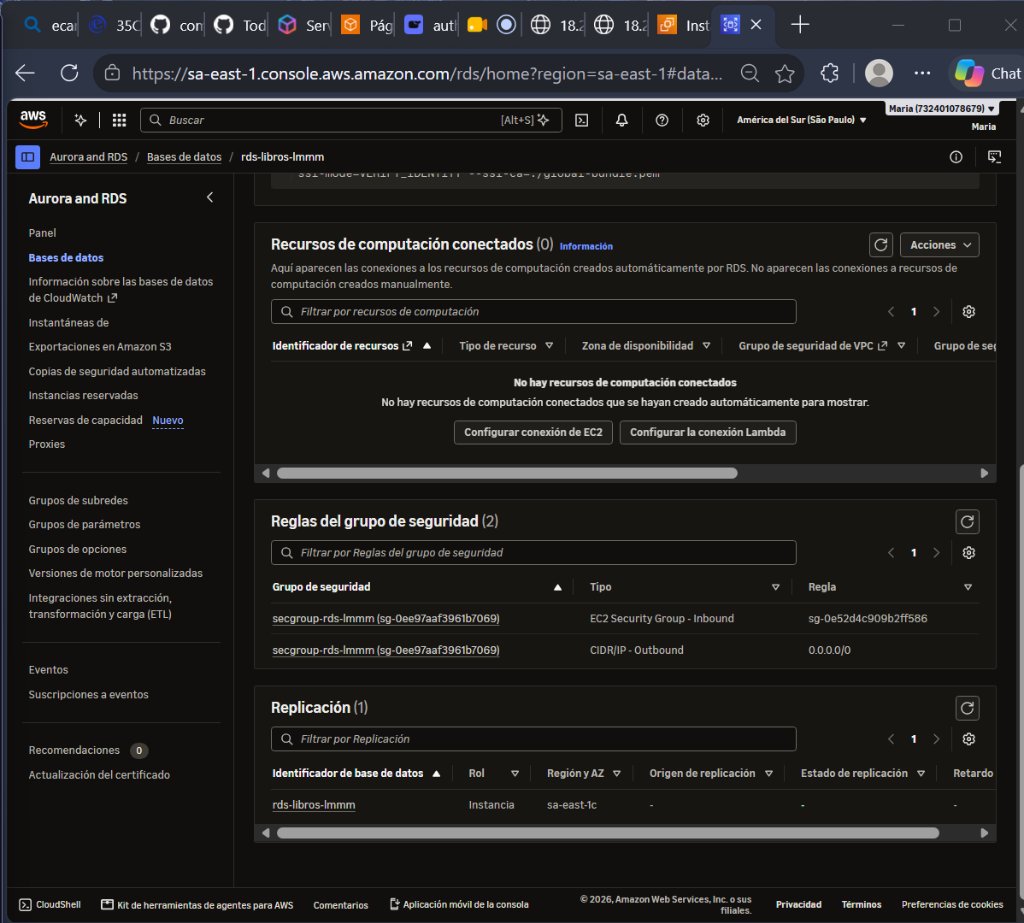 ecar
35C
con
Tod
Ser
Pág
aut
18.2
18.2
Inst
https://sa-east-1.console.aws.amazon.com/rds/home?region=sa-east-1#data...
Chat
aws
Buscar
[Alt+S]
América del Sur (São Paulo)
Maria (732401078679)
Maria
Aurora and RDS / Bases de datos / rds-libros-lmmm
Aurora and RDS
Panel
Bases de datos
Información sobre las bases de datos
de CloudWatch
Instantáneas de
Exportaciones en Amazon S3
Copias de seguridad automatizadas
Instancias reservadas
Reservas de capacidad Nuevo
Proxies
Grupos de subredes
Grupos de parámetros
Grupos de opciones
Versiones de motor personalizadas
Integraciones sin extracción,
transformación y carga (ETL)
Eventos
Suscripciones a eventos
Recomendaciones 0
Actualización del certificado
ssl-mode=VERIFY_IDENTITY --ssl-ca=./global-bundle.pem
Recursos de computación conectados (0) Información
Acciones
Aquí aparecen las conexiones a los recursos de computación creados automáticamente por RDS. No aparecen las conexiones a recursos de
computación creados manualmente.
Filtrar por recursos de computación
1
Identificador de recursos Tipo de recurso Zona de disponibilidad Grupo de seguridad de VPC Grupo de seg
No hay recursos de computación conectados
No hay recursos de computación conectados que se hayan creado automáticamente para mostrar.
Configurar conexión de EC2 Configurar la conexión Lambda
Reglas del grupo de seguridad (2)
Filtrar por Reglas del grupo de seguridad
1
Grupo de seguridad Tipo Regla
secgroup-rds-lmmm (sg-0ee97aaf3961b7069) EC2 Security Group - Inbound sg-0e52d4c909b2ff586
secgroup-rds-lmmm (sg-0ee97aaf3961b7069) CIDR/IP - Outbound 0.0.0.0/0
Replicación (1)
Filtrar por Replicación
1
Identificador de base de datos Rol Región y AZ Origen de replicación Estado de replicación Retardo
rds-libros-lmmm Instancia sa-east-1c - - -
CloudShell Kit de herramientas de agentes para AWS Comentarios Aplicación móvil de la consola
© 2026, Amazon Web Services, Inc. o sus
filiales.
Privacidad Términos Preferencias de cookies